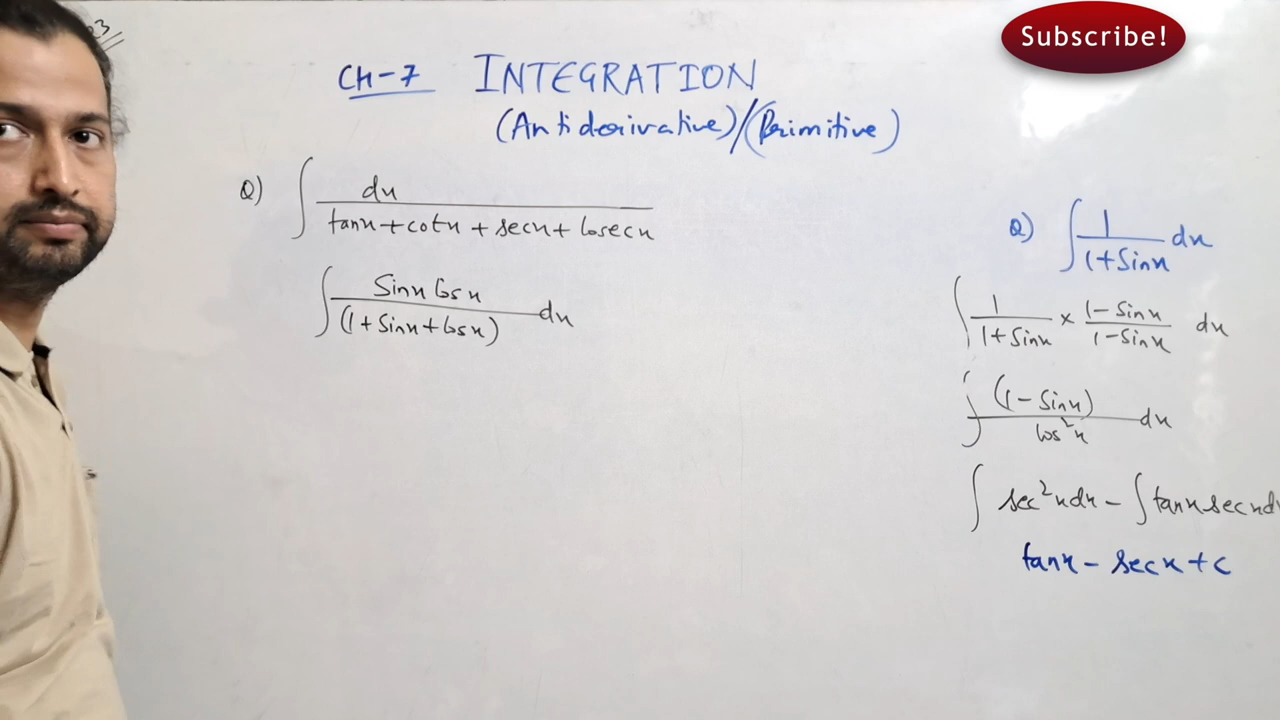 23
Subscribe!
CH-7 INTEGRATION
(Antiderivative)/(Primitive)
Q) ∫ dx / (tanx + cotx + secx + cosecx)
∫ Sinx Cosx / (1 + Sinx + Cosx) dx
Q) ∫ 1 / (1 + Sinx) dx
∫ 1 / (1 + Sinx) × (1 - Sinx) / (1 - Sinx) dx
∫ (1 - Sinx) / cos²x dx
∫ sec²x dx - ∫ tanx secx d
tanx - secx + c